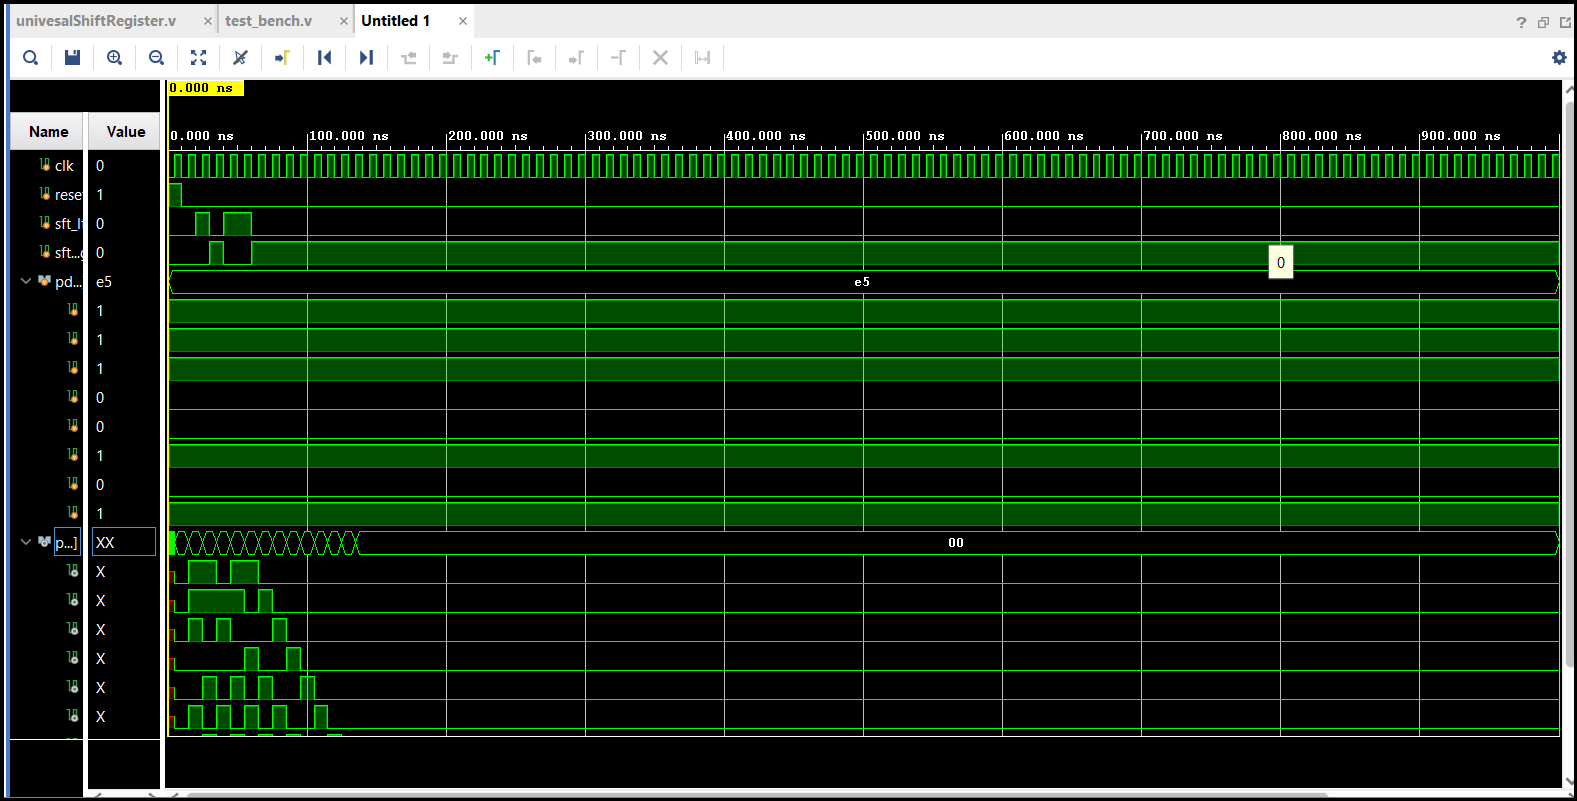 univesalShiftRegister.v × test_bench.v × Untitled 1 × ?
0.000 ns
Name Value
0.000 ns 100.000 ns 200.000 ns 300.000 ns 400.000 ns 500.000 ns 600.000 ns 700.000 ns 800.000 ns 900.000 ns
clk 0
rese 1
sft_l 0
sft... 0
0
pd... e5 e5
1
1
1
0
0
1
0
1
p...] XX 00
X
X
X
X
X
X